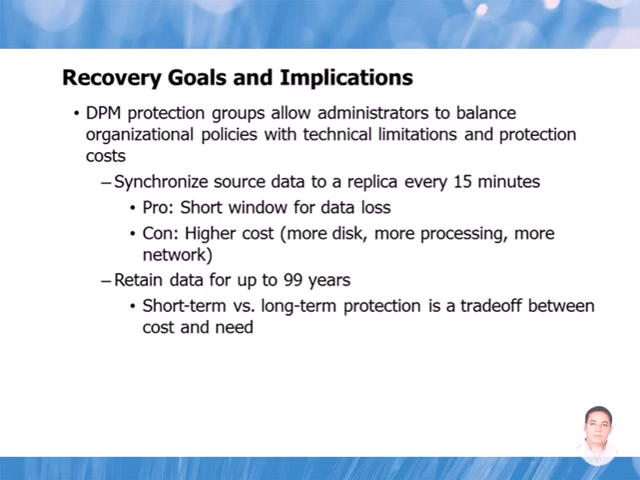 Recovery Goals and Implications
• DPM protection groups allow administrators to balance
organizational policies with technical limitations and protection
costs
– Synchronize source data to a replica every 15 minutes
• Pro: Short window for data loss
• Con: Higher cost (more disk, more processing, more
network)
– Retain data for up to 99 years
• Short-term vs. long-term protection is a tradeoff between
cost and need